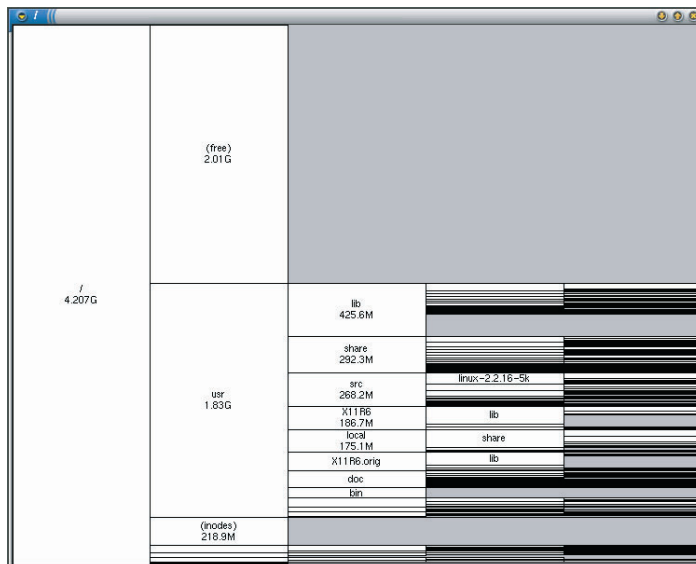 /
4.207G
(free)
2.01G
usr
1.83G
(inodes)
218.9M
lib
425.6M
share
292.3M
src
268.2M
X11R6
186.7M
local
175.1M
X11R6.orig
doc
bin
linux-2.2.16-5k
lib
share
lib